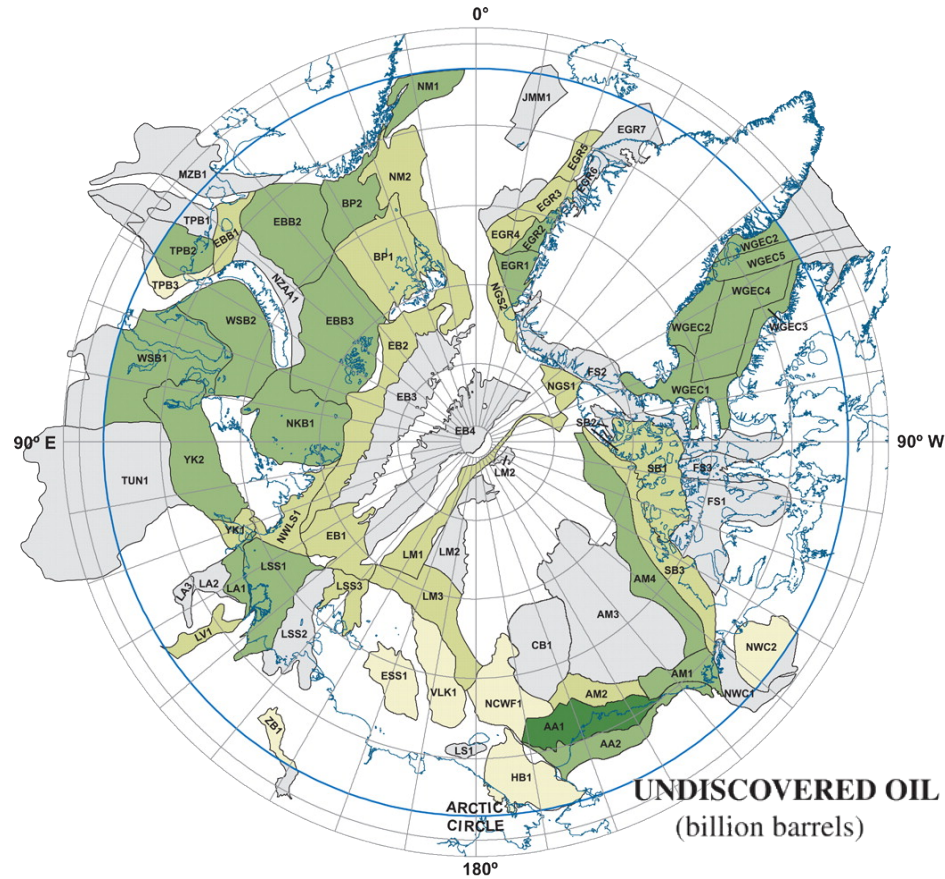 0°
NM1
JMM1
EGR7
EGR5
MZB1
NM2
EGR6
EGR3
BP2
TPB1
EBB2
EGR4
EGR2
EBB1
TPB2
WGEC2
BP1
EGR1
WGEC5
TPB3
NZAA1
NGS2
WGEC4
WSB2
EBB3
WGEC2
WGEC3
EB2
WSB1
FS2
NGS1
WGEC1
EB3
NKB1
SB2
EB4
90° E
90° W
YK2
LM2
SB1
FS3
TUN1
FS1
YK1
NWLS1
EB1
LM1
LM2
LSS1
SB3
LA3
LA2
LA1
LSS3
LM3
AM4
AM3
LV1
LSS2
CB1
NWC2
ESS1
AM1
VLK1
NCWF1
AM2
NWC1
ZB1
AA1
AA2
LS1
HB1
UNDISCOVERED OIL
(billion barrels)
ARCTIC
CIRCLE
180°